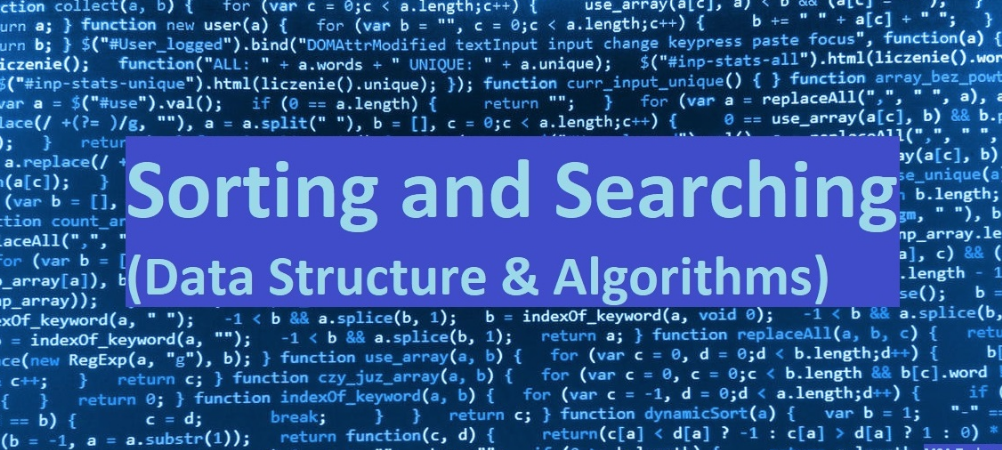 ction collect(a, b) { for (var c = 0;c < a.length;c++) { use_array(a[c], a) < b && (a[c] = } ); }
urn a; } function new user(a) { for (var b = "", c = 0;c < a.length;c++) { b += " " + a[c] + " "; }
urn b; } $("#User_logged").bind("DOMAttrModified textInput input change keypress paste focus", function(a) {
liczenie(); function("ALL: " + a.words + " UNIQUE: " + a.unique); $("#inp-stats-all").html(liczenie().word
$("#inp-stats-unique").html(liczenie().unique); }); function curr_input_unique() { } function array_bez_powt
var a = $("#use").val(); if (0 == a.length) { return ""; } for (var a = replaceAll(",", " ", a), a
lace(/ +(?= )/g, ""), a = a.split(" "), b = [], c = 0;c < a.length;c++) { 0 == use_array(a[c], b) && b.p
Sorting and Searching
(Data Structure & Algorithms)
exOf_keyword(a, " "); -1 < b && a.splice(b, 1); b = indexOf_keyword(a, void 0); -1 < b && a.splice(b,
= indexOf_keyword(a, ""); -1 < b && a.splice(b, 1); return a; } function replaceAll(a, b, c) { retu
ce(new RegExp(a, "g"), b); } function use_array(a, b) { for (var c = 0, d = 0;d < b.length;d++) { b[
c++; } return c; } function czy_juz_array(a, b) { for (var c = 0, c = 0;c < b.length && b[c].word
{ } return 0; } function indexOf_keyword(a, b) { for (var c = -1, d = 0;d < a.length;d++) { if
== b) { c = d; break; } } return c; } function dynamicSort(a) { var b = 1; "-" =
(b = -1, a = a.substr(1)); return function(c, d) { return(c[a] < d[a] ? -1 : c[a] > d[a] ? 1 : 0) *